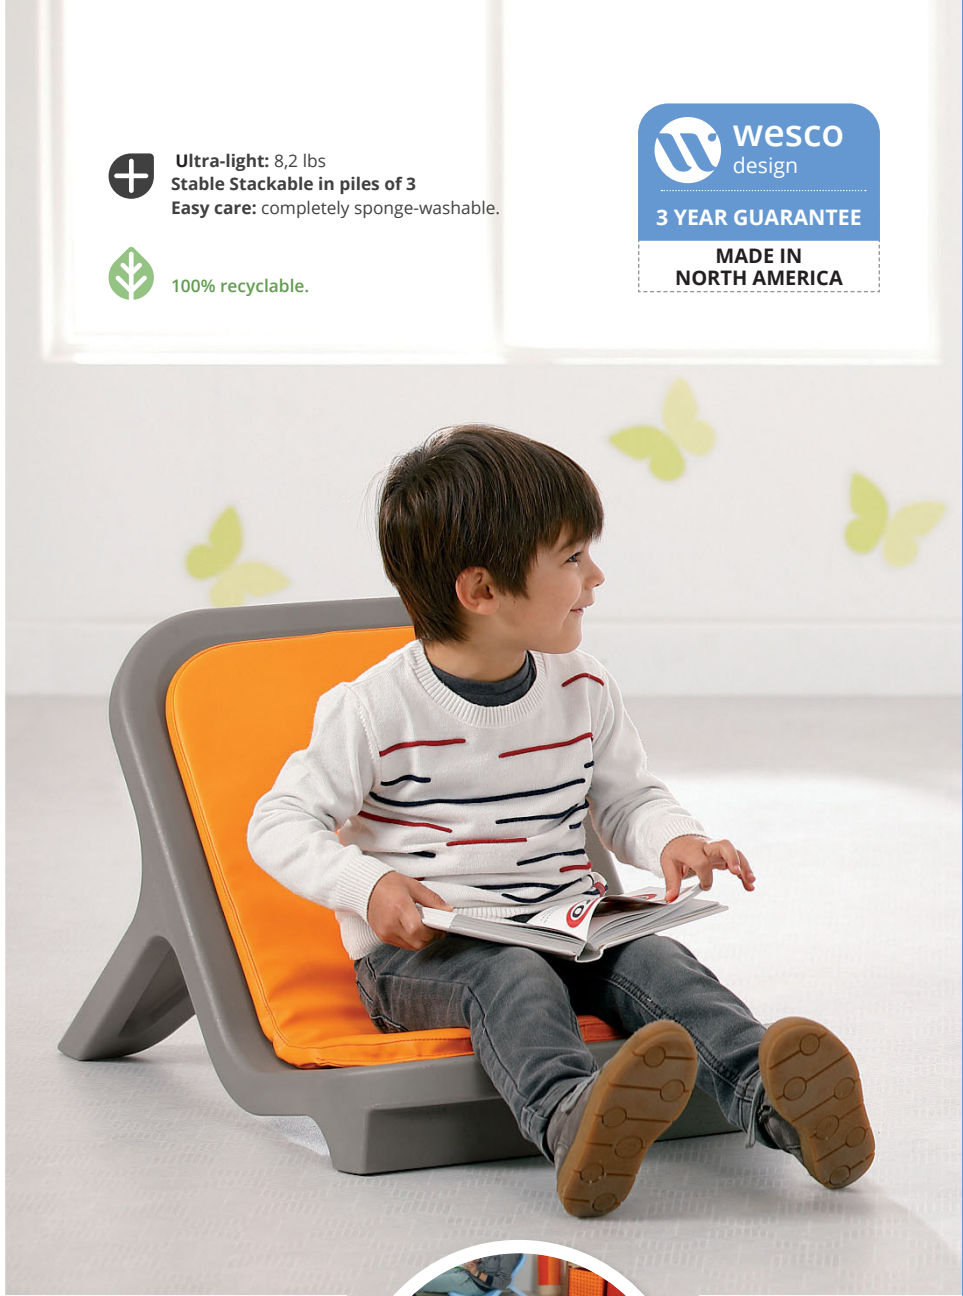 Ultra-light: 8,2 lbs
Stable Stackable in piles of 3
Easy care: completely sponge-washable.
100% recyclable.
wesco
design
3 YEAR GUARANTEE
MADE IN
NORTH AMERICA